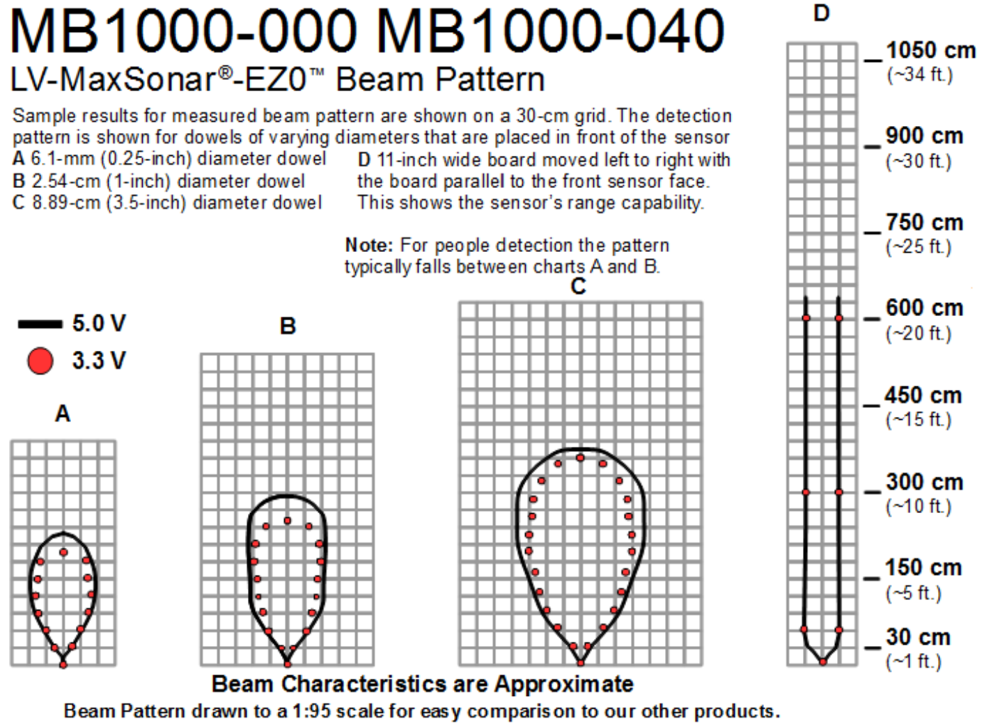 MB1000-000 MB1000-040
LV-MaxSonar®-EZ0™ Beam Pattern
Sample results for measured beam pattern are shown on a 30-cm grid. The detection
pattern is shown for dowels of varying diameters that are placed in front of the sensor
A 6.1-mm (0.25-inch) diameter dowel
B 2.54-cm (1-inch) diameter dowel
C 8.89-cm (3.5-inch) diameter dowel
D 11-inch wide board moved left to right with
the board parallel to the front sensor face.
This shows the sensor's range capability.
Note: For people detection the pattern
typically falls between charts A and B.
5.0 V
3.3 V
A
B
C
D
1050 cm
(~34 ft.)
900 cm
(~30 ft.)
750 cm
(~25 ft.)
600 cm
(~20 ft.)
450 cm
(~15 ft.)
300 cm
(~10 ft.)
150 cm
(~5 ft.)
30 cm
(~1 ft.)
Beam Characteristics are Approximate
Beam Pattern drawn to a 1:95 scale for easy comparison to our other products.